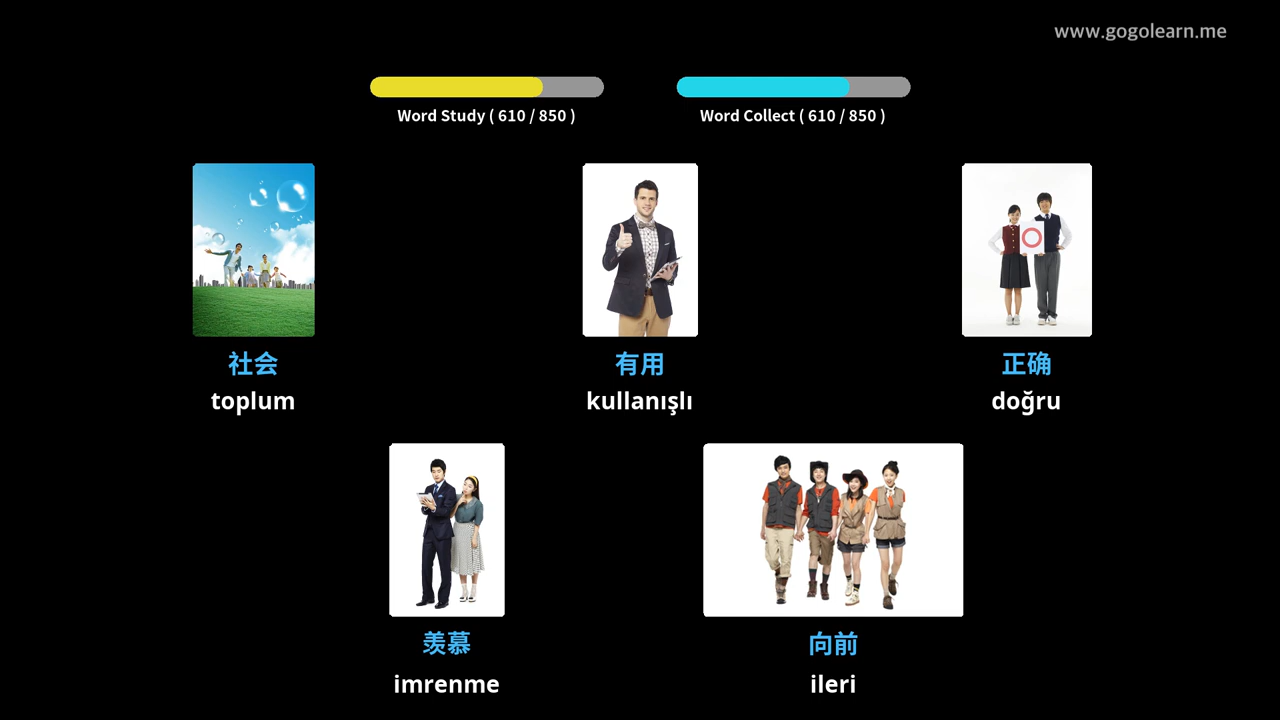 www.gogolearn.me
Word Study ( 610 / 850 )
Word Collect ( 610 / 850 )
社会
toplum
有用
kullanışlı
正确
doğru
羡慕
imrenme
向前
ileri